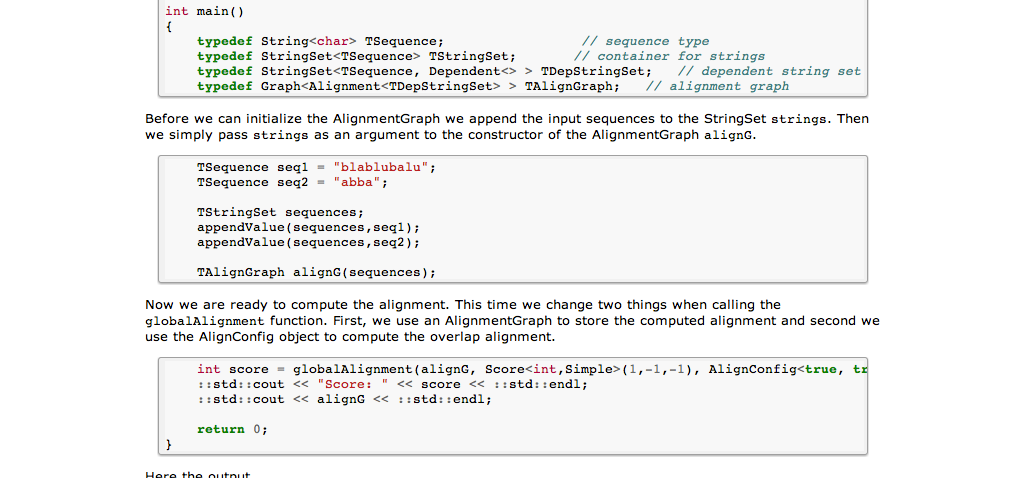 int main()
{
typedef String<char> TSequence; // sequence type
typedef StringSet<TSequence> TStringSet; // container for strings
typedef StringSet<TSequence, Dependent<> > TDepStringSet; // dependent string set
typedef Graph<Alignment<TDepStringSet> > TAlignGraph; // alignment graph
Before we can initialize the AlignmentGraph we append the input sequences to the StringSet strings. Then
we simply pass strings as an argument to the constructor of the AlignmentGraph alignG.
TSequence seq1 = "blablubalu";
TSequence seq2 = "abba";
TStringSet sequences;
appendValue(sequences,seq1);
appendValue(sequences,seq2);
TAlignGraph alignG(sequences);
Now we are ready to compute the alignment. This time we change two things when calling the
globalAlignment function. First, we use an AlignmentGraph to store the computed alignment and second we
use the AlignConfig object to compute the overlap alignment.
int score = globalAlignment(alignG, Score<int,Simple>(1,-1,-1), AlignConfig<true, tr
::std::cout << "Score: " << score << ::std::endl;
::std::cout << alignG << ::std::endl;
return 0;
}
Here the output